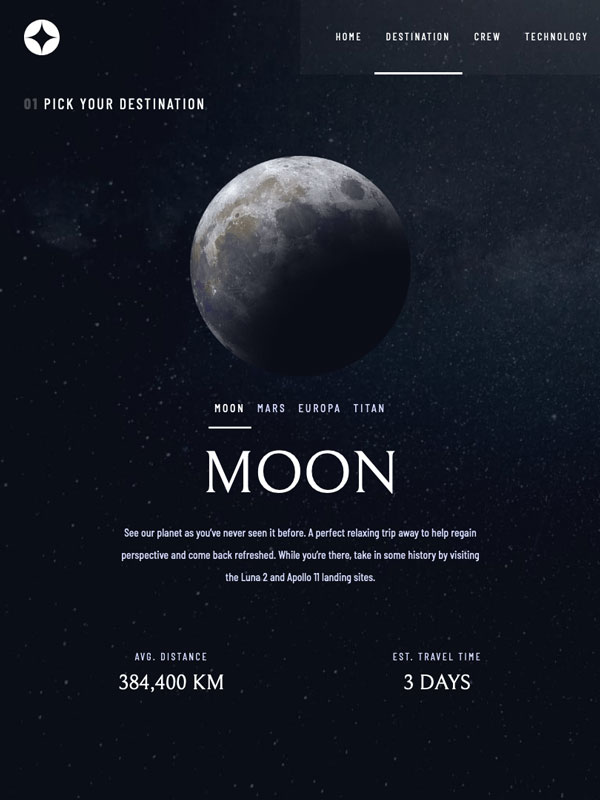 HOME DESTINATION CREW TECHNOLOGY
01 PICK YOUR DESTINATION
MOON MARS EUROPA TITAN
MOON
See our planet as you've never seen it before. A perfect relaxing trip away to help regain
perspective and come back refreshed. While you're there, take in some history by visiting
the Luna 2 and Apollo 11 landing sites.
AVG. DISTANCE EST. TRAVEL TIME
384,400 KM 3 DAYS